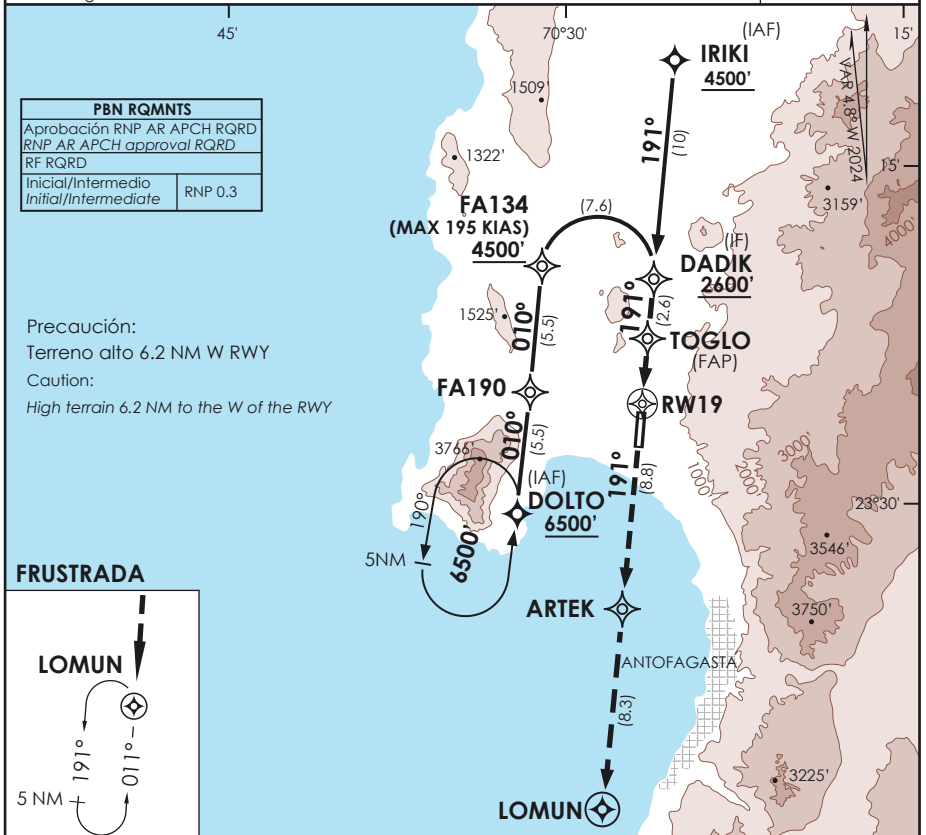 45'
70°30'
15'
(IAF)
IRIKI
4500'
VAR 4.8° W 2024
1509'
PBN RQMNTS
Aprobación RNP AR APCH RQRD
RNP AR APCH approval RQRD
RF RQRD
Inicial/Intermedio
Initial/Intermediate
RNP 0.3
191°
(10)
1322'
15'
3159'
4000'
FA134
(MAX 195 KIAS)
4500'
(7.6)
(IF)
DADIK
2600'
191°
(2.6)
1525'
010°
(5.5)
TOGLO
(FAP)
Precaución:
Terreno alto 6.2 NM W RWY
Caution:
High terrain 6.2 NM to the W of the RWY
FA190
RW19
010°
(5.5)
3766'
191°
(8.8)
1000'
2000'
3000'
(IAF)
DOLTO
6500'
190°
6500'
5NM
23°30'
3546'
3750'
ARTEK
ANTOFAGASTA
(8.3)
3225'
LOMUN
FRUSTRADA
LOMUN
191°
011°
5 NM